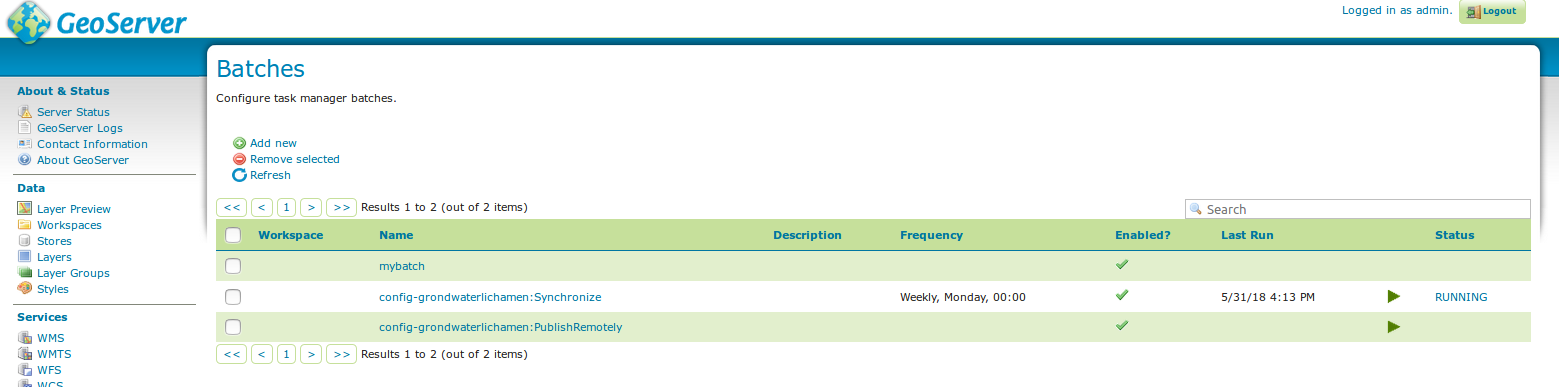 GeoServer
Logged in as admin. Logout
About & Status
Server Status
GeoServer Logs
Contact Information
About GeoServer
Data
Layer Preview
Workspaces
Stores
Layers
Layer Groups
Styles
Services
WMS
WMTS
WFS
WCS
Batches
Configure task manager batches.
Add new
Remove selected
Refresh
<< < 1 > >> Results 1 to 2 (out of 2 items) Search
Workspace Name Description Frequency Enabled? Last Run Status
mybatch
config-grondwaterlichamen:Synchronize Weekly, Monday, 00:00 5/31/18 4:13 PM RUNNING
config-grondwaterlichamen:PublishRemotely
<< < 1 > >> Results 1 to 2 (out of 2 items)